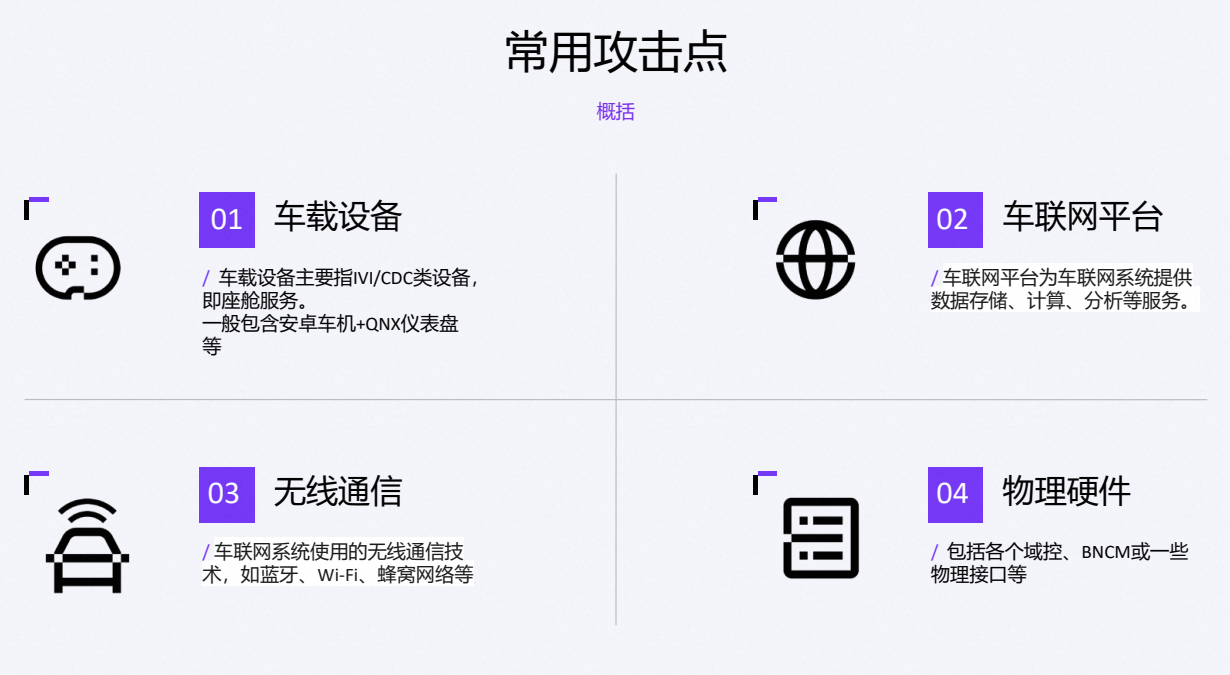 常用攻击点
概括
01 车载设备
/ 车载设备主要指IVI/CDC类设备,
即座舱服务。
一般包含安卓车机+QNX仪表盘
等
02 车联网平台
/ 车联网平台为车联网系统提供
数据存储、计算、分析等服务。
03 无线通信
/ 车联网系统使用的无线通信技
术，如蓝牙、Wi-Fi、蜂窝网络等
04 物理硬件
/ 包括各个域控、BNCM或一些
物理接口等